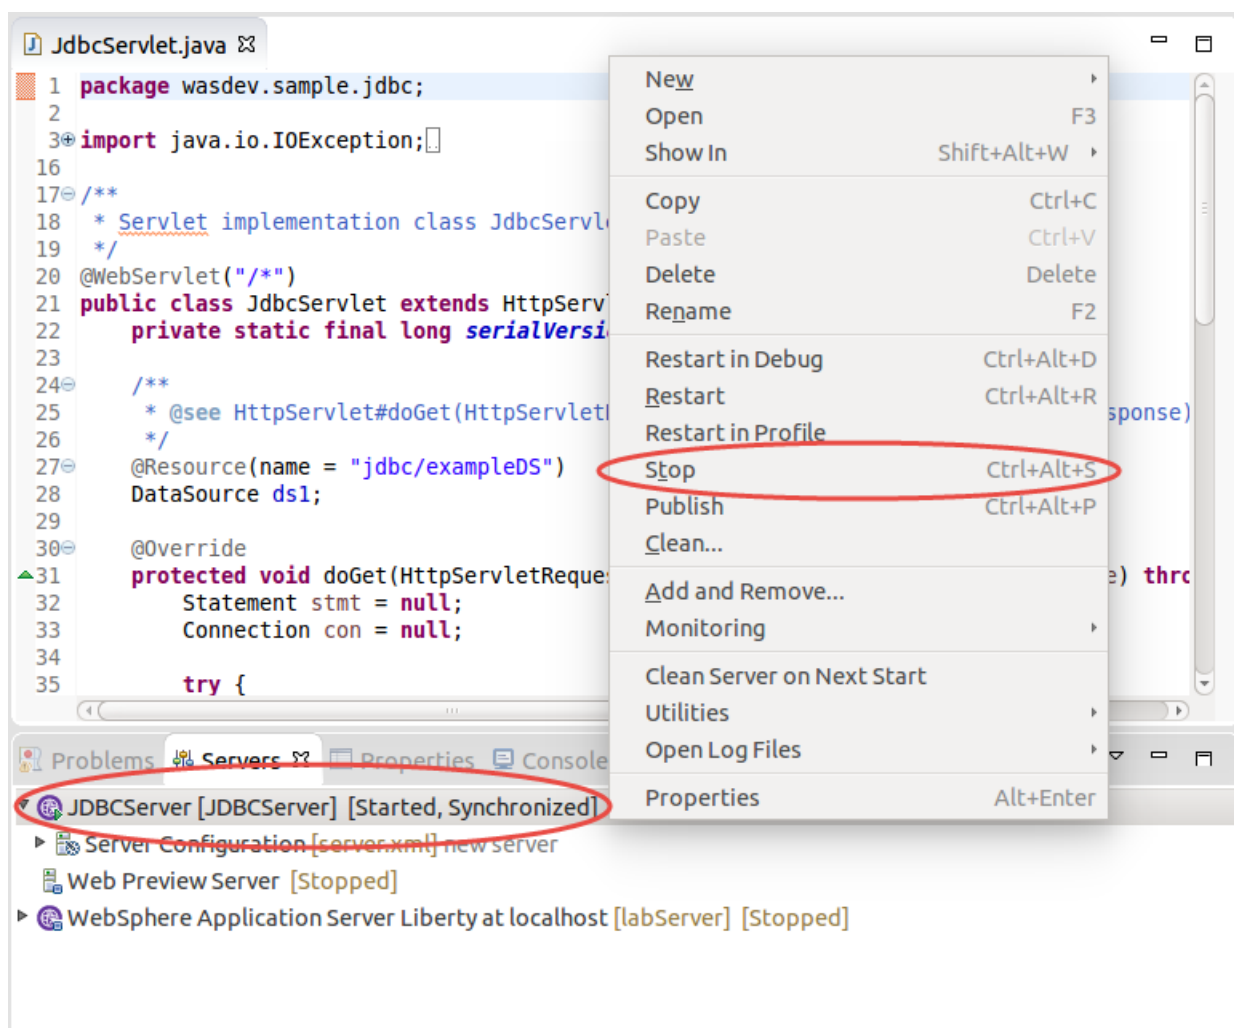 JdbcServlet.java
1 package wasdev.sample.jdbc;
2
3 import java.io.IOException;
16
17 /**
18 * Servlet implementation class JdbcServl
19 */
20 @WebServlet("/*")
21 public class JdbcServlet extends HttpServ
22 private static final long serialVersi
23
24 /**
25 * @see HttpServlet#doGet(HttpServlet sponse)
26 */
27 @Resource(name = "jdbc/exampleDS")
28 DataSource ds1;
29
30 @Override
31 protected void doGet(HttpServletReque e) thro
32 Statement stmt = null;
33 Connection con = null;
34
35 try {
New
Open F3
Show In Shift+Alt+W
Copy Ctrl+C
Paste Ctrl+V
Delete Delete
Rename F2
Restart in Debug Ctrl+Alt+D
Restart Ctrl+Alt+R
Restart in Profile
Stop Ctrl+Alt+S
Publish Ctrl+Alt+P
Clean...
Add and Remove...
Monitoring
Clean Server on Next Start
Utilities
Open Log Files
Properties Alt+Enter
Problems Servers Properties Console
JDBCServer [JDBCServer] [Started, Synchronized]
Server Configuration [server.xml] new server
Web Preview Server [Stopped]
WebSphere Application Server Liberty at localhost [labServer] [Stopped]